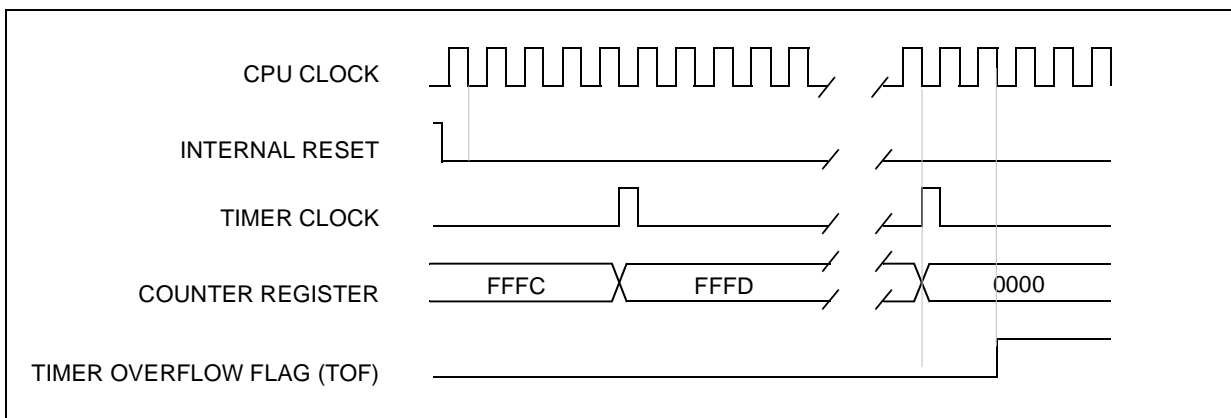 CPU CLOCK
INTERNAL RESET
TIMER CLOCK
COUNTER REGISTER FFFC FFFD 0000
TIMER OVERFLOW FLAG (TOF)